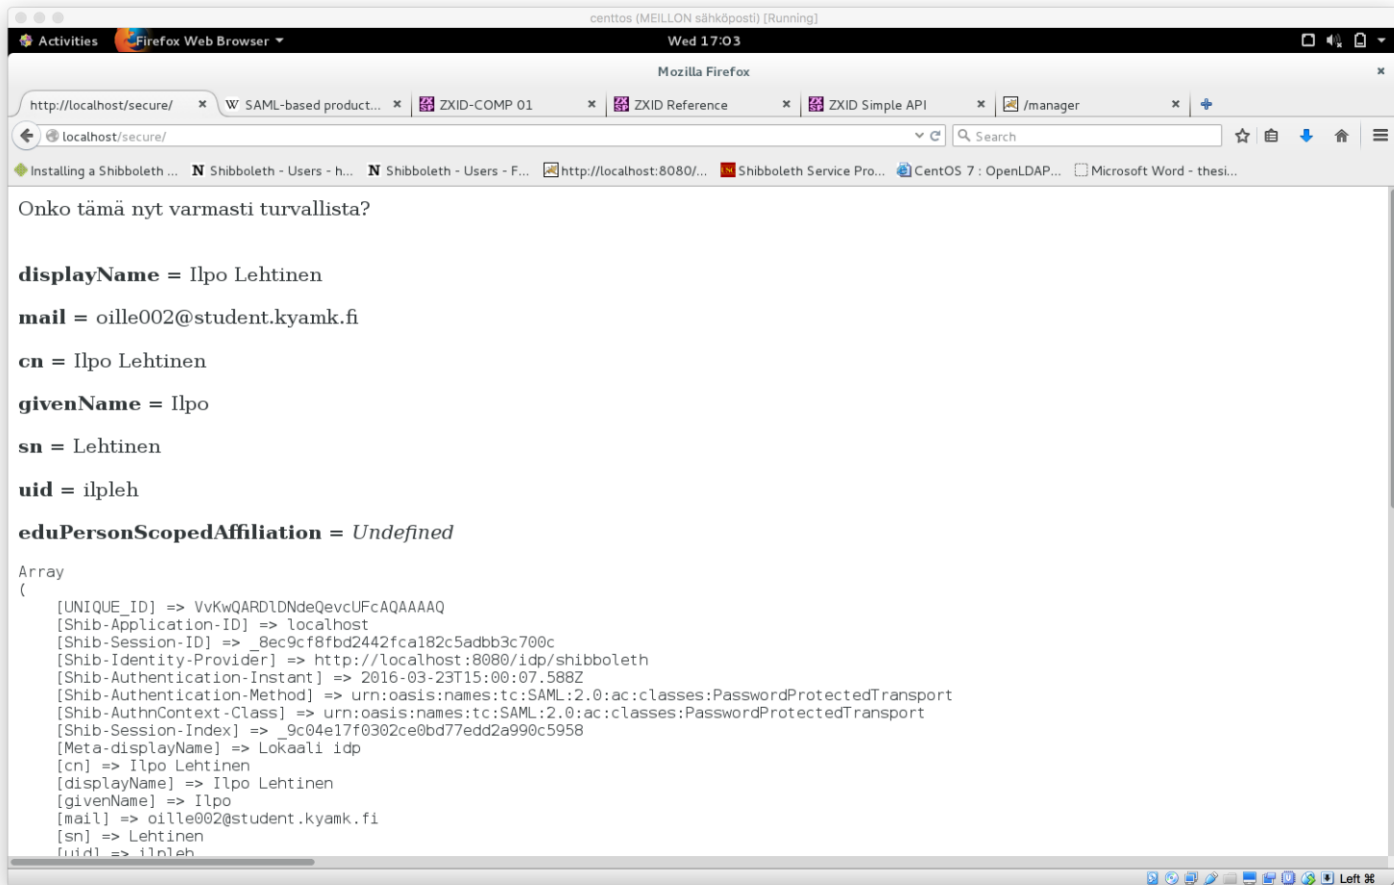 centtos (MEILLON sähköposti) [Running]
Activities Firefox Web Browser Wed 17:03
Mozilla Firefox
http://localhost/secure/ W SAML-based product... ZXID-COMP 01 ZXID Reference ZXID Simple API /manager
localhost/secure/ Search
Installing a Shibboleth ... N Shibboleth - Users - h... N Shibboleth - Users - F... http://localhost:8080/... Shibboleth Service Pro... CentOS 7 : OpenLDAP... Microsoft Word - thesi...
Onko tämä nyt varmasti turvallista?
displayName = Ilpo Lehtinen
mail = oille002@student.kyamk.fi
cn = Ilpo Lehtinen
givenName = Ilpo
sn = Lehtinen
uid = ilpleh
eduPersonScopedAffiliation = Undefined
Array
(
[UNIQUE_ID] => VvKwQARDlDNdeQevcUFcAQAAAAQ
[Shib-Application-ID] => localhost
[Shib-Session-ID] => _8ec9cf8fbd2442fca182c5adbb3c700c
[Shib-Identity-Provider] => http://localhost:8080/idp/shibboleth
[Shib-Authentication-Instant] => 2016-03-23T15:00:07.588Z
[Shib-Authentication-Method] => urn:oasis:names:tc:SAML:2.0:ac:classes:PasswordProtectedTransport
[Shib-AuthnContext-Class] => urn:oasis:names:tc:SAML:2.0:ac:classes:PasswordProtectedTransport
[Shib-Session-Index] => _9c04e17f0302ce0bd77edd2a990c5958
[Meta-displayName] => Lokaali idp
[cn] => Ilpo Lehtinen
[displayName] => Ilpo Lehtinen
[givenName] => Ilpo
[mail] => oille002@student.kyamk.fi
[sn] => Lehtinen
[uid] => ilpleh
Left ⌘